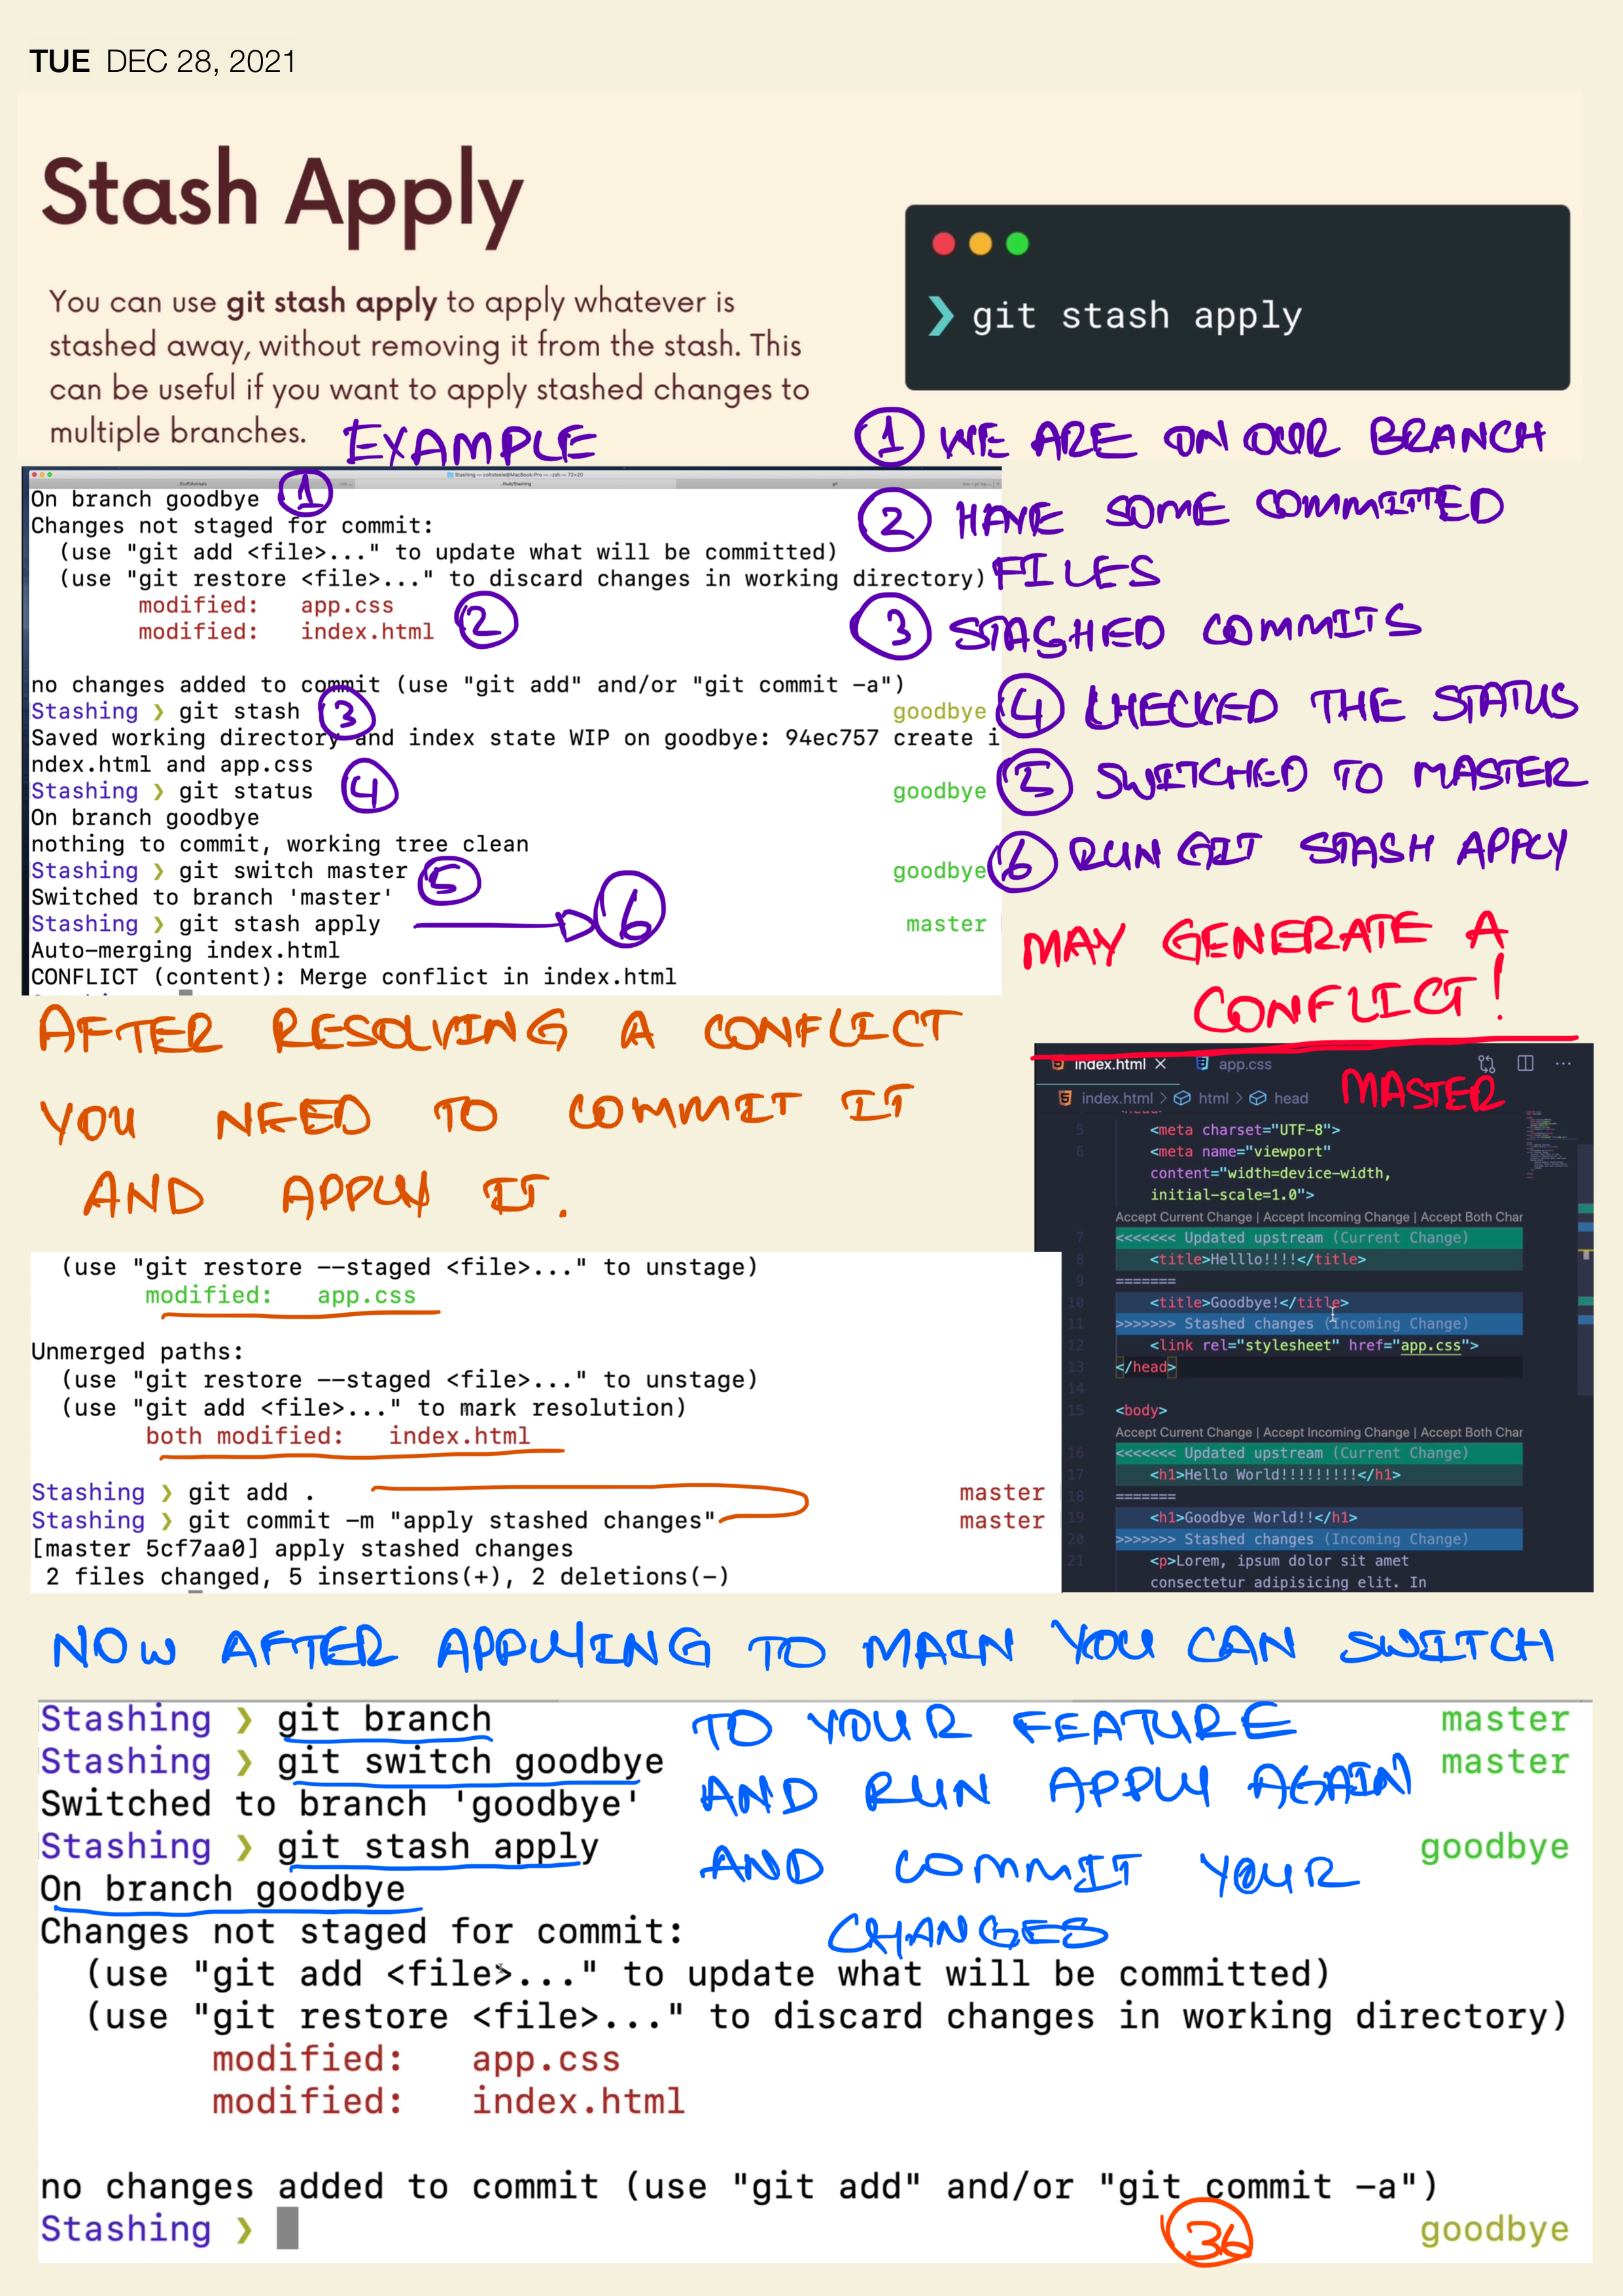 TUE DEC 28, 2021
Stash Apply
You can use git stash apply to apply whatever is
stashed away, without removing it from the stash. This
can be useful if you want to apply stashed changes to
multiple branches.
❯ git stash apply
EXAMPLE
1 WE ARE ON OUR BRANCH
2 HAVE SOME COMMITTED
FILES
3 STASHED COMMITS
4 CHECKED THE STATUS
5 SWITCHED TO MASTER
6 RUN GIT STASH APPLY
MAY GENERATE A
CONFLICT!
On branch goodbye 1
Changes not staged for commit:
(use "git add <file>..." to update what will be committed)
(use "git restore <file>..." to discard changes in working directory)
modified: app.css
modified: index.html 2
no changes added to commit (use "git add" and/or "git commit -a")
Stashing ❯ git stash 3 goodbye
Saved working directory and index state WIP on goodbye: 94ec757 create i
ndex.html and app.css
Stashing ❯ git status 4 goodbye
On branch goodbye
nothing to commit, working tree clean
Stashing ❯ git switch master 5 goodbye
Switched to branch 'master'
Stashing ❯ git stash apply 6 master
Auto-merging index.html
CONFLICT (content): Merge conflict in index.html
AFTER RESOLVING A CONFLICT
YOU NEED TO COMMIT IT
AND APPLY IT.
index.html app.css
MASTER
index.html > html > head
5 <meta charset="UTF-8">
6 <meta name="viewport"
content="width=device-width,
initial-scale=1.0">
Accept Current Change | Accept Incoming Change | Accept Both Char
7 <<<<<<< Updated upstream (Current Change)
8 <title>Helllo!!!!</title>
9 =======
10 <title>Goodbye!</title>
11 >>>>>>> Stashed changes (Incoming Change)
12 <link rel="stylesheet" href="app.css">
13 </head>
14
15 <body>
Accept Current Change | Accept Incoming Change | Accept Both Char
16 <<<<<<< Updated upstream (Current Change)
17 <h1>Hello World!!!!!!!!!</h1>
18 =======
19 <h1>Goodbye World!!</h1>
20 >>>>>>> Stashed changes (Incoming Change)
21 <p>Lorem, ipsum dolor sit amet
consectetur adipisicing elit. In
(use "git restore --staged <file>..." to unstage)
modified: app.css
Unmerged paths:
(use "git restore --staged <file>..." to unstage)
(use "git add <file>..." to mark resolution)
both modified: index.html
Stashing ❯ git add . master
Stashing ❯ git commit -m "apply stashed changes" master
[master 5cf7aa0] apply stashed changes
2 files changed, 5 insertions(+), 2 deletions(-)
NOW AFTER APPLYING TO MAIN YOU CAN SWITCH
TO YOUR FEATURE
AND RUN APPLY AGAIN
AND COMMIT YOUR
CHANGES
Stashing ❯ git branch master
Stashing ❯ git switch goodbye master
Switched to branch 'goodbye'
Stashing ❯ git stash apply goodbye
On branch goodbye
Changes not staged for commit:
(use "git add <file>..." to update what will be committed)
(use "git restore <file>..." to discard changes in working directory)
modified: app.css
modified: index.html
no changes added to commit (use "git add" and/or "git commit -a")
Stashing ❯ goodbye
36